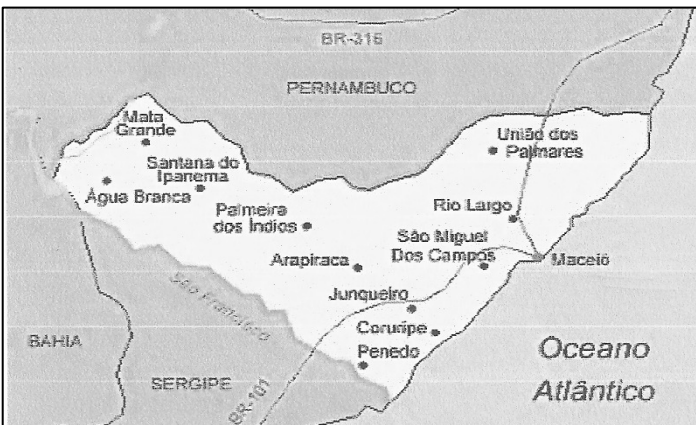 BR-316
PERNAMBUCO
Mata
Grande
União dos
Palmares
Santana do
Ipanema
Água Branca
Palmeira
dos Índios
Rio Largo
São Miguel
Dos Campos
Arapiraca
Maceió
Junqueiro
São Francisco
Coruripe
BAHIA
Penedo
Oceano
Atlântico
SERGIPE
BR-101